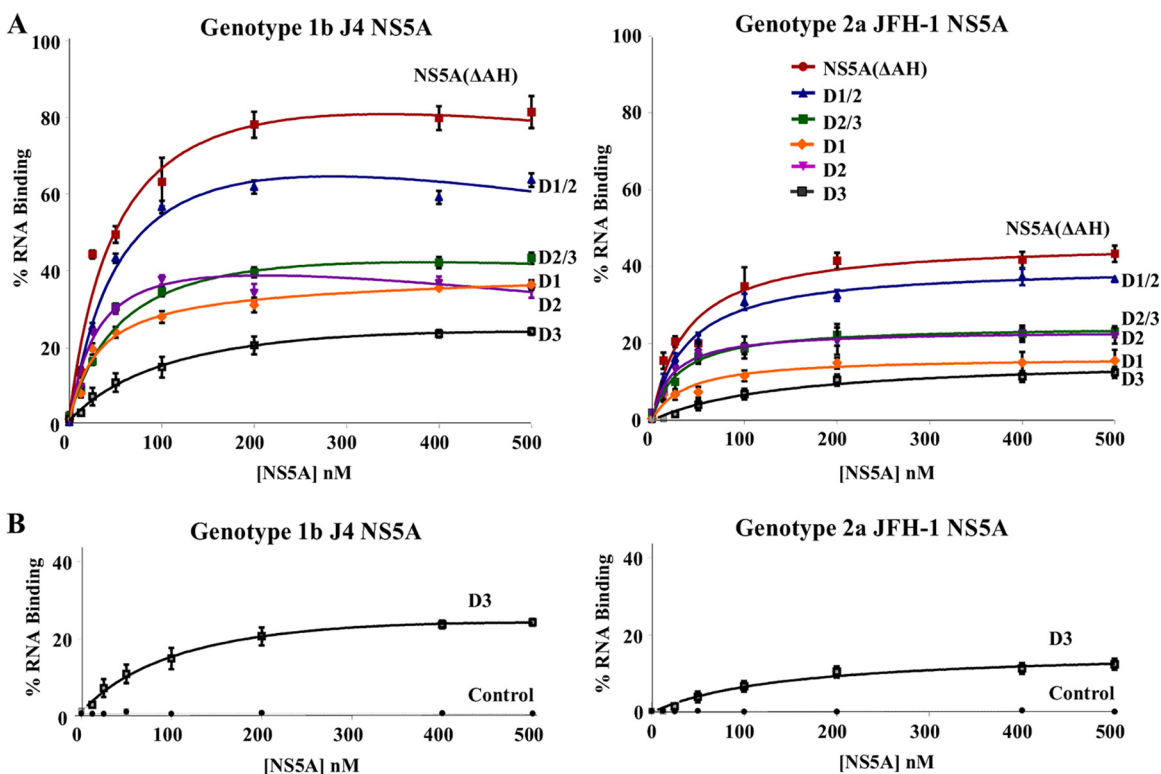 A
Genotype 1b J4 NS5A
Genotype 2a JFH-1 NS5A
% RNA Binding
100
80
60
40
20
0
0
100
200
300
400
500
[NS5A] nM
NS5A(ΔAH)
D1/2
D2/3
D1
D2
D3
% RNA Binding
100
80
60
40
20
0
0
100
200
300
400
500
[NS5A] nM
NS5A(ΔAH)
D1/2
D2/3
D1
D2
D3
NS5A(ΔAH)
D1/2
D2/3
D2
D1
D3
B
Genotype 1b J4 NS5A
Genotype 2a JFH-1 NS5A
% RNA Binding
40
20
0
0
100
200
300
400
500
[NS5A] nM
D3
Control
% RNA Binding
40
20
0
0
100
200
300
400
500
[NS5A] nM
D3
Control